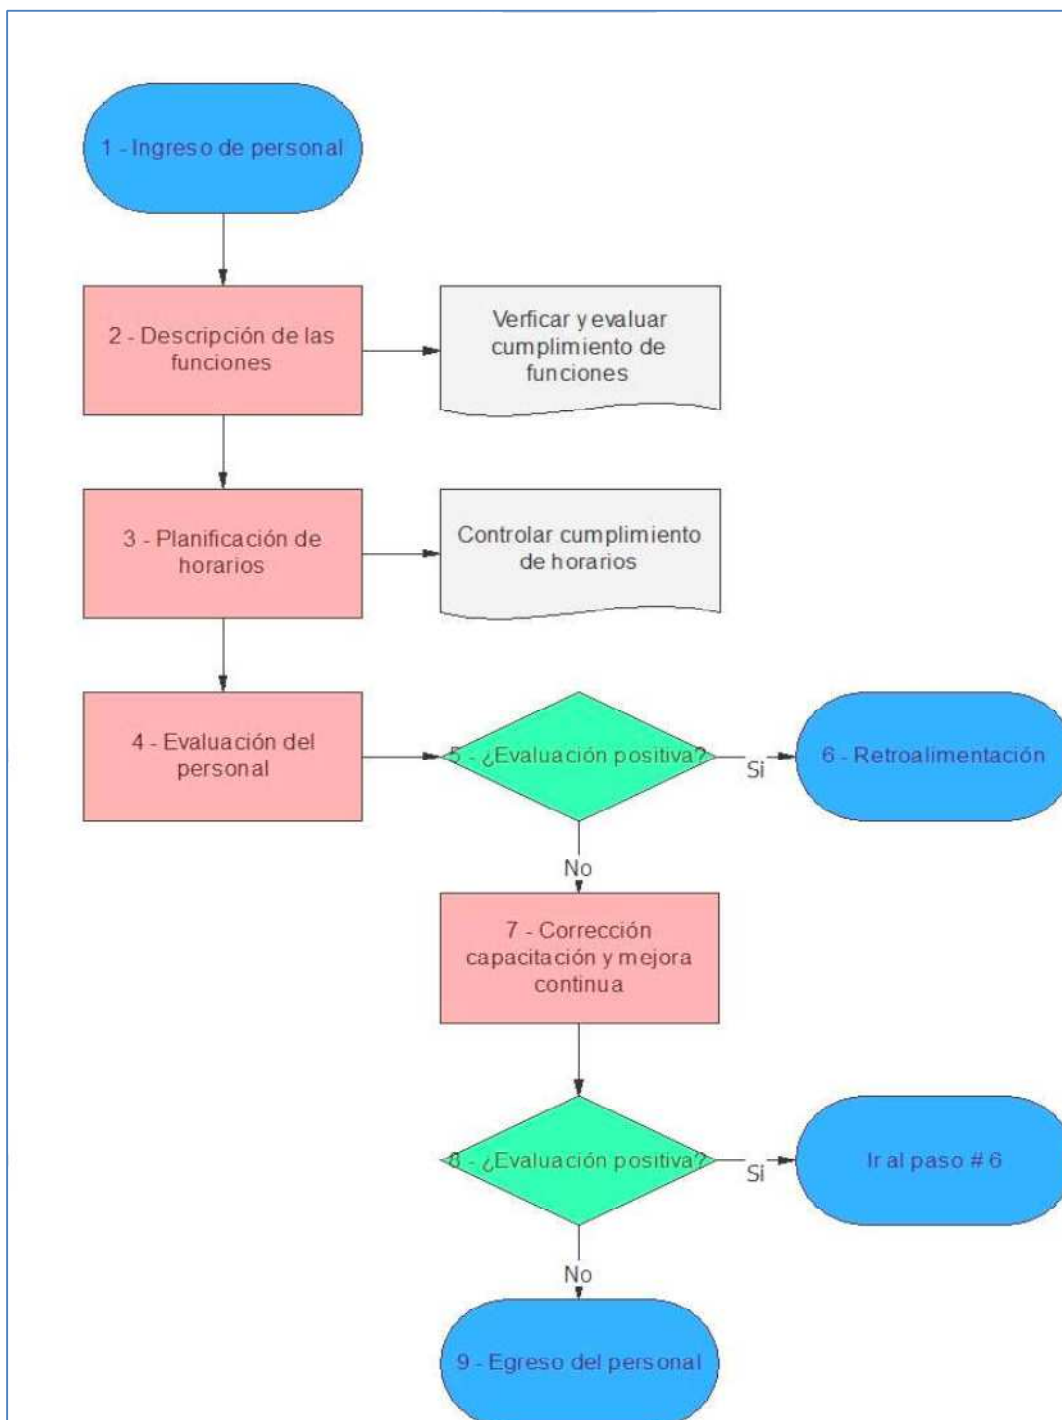 1 - Ingreso de personal
2 - Descripción de las
funciones
Verficar y evaluar
cumplimiento de
funciones
3 - Planificación de
horarios
Controlar cumplimiento
de horarios
4 - Evaluación del
personal
5 - ¿Evaluación positiva?
Si
6 - Retroalimentación
No
7 - Corrección
capacitación y mejora
continua
8 - ¿Evaluación positiva?
Si
Ir al paso # 6
No
9 - Egreso del personal